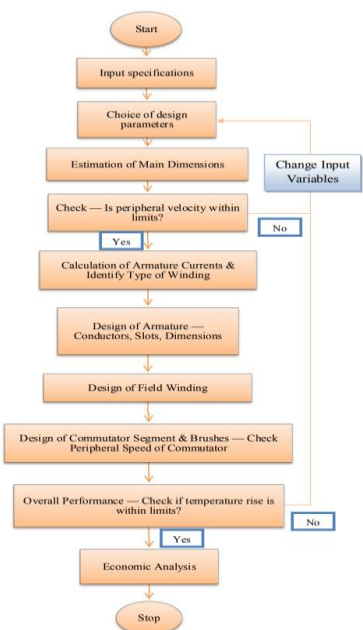 Start
Input specifications
Choice of design
parameters
Estimation of Main Dimensions
Change Input
Variables
Check — Is peripheral velocity within
limits?
No
Yes
Calculation of Armature Currents &
Identify Type of Winding
Design of Armature —
Conductors, Slots, Dimensions
Design of Field Winding
Design of Commutator Segment & Brushes — Check
Peripheral Speed of Commutator
Overall Performance — Check if temperature rise is
within limits?
No
Yes
Economic Analysis
Stop